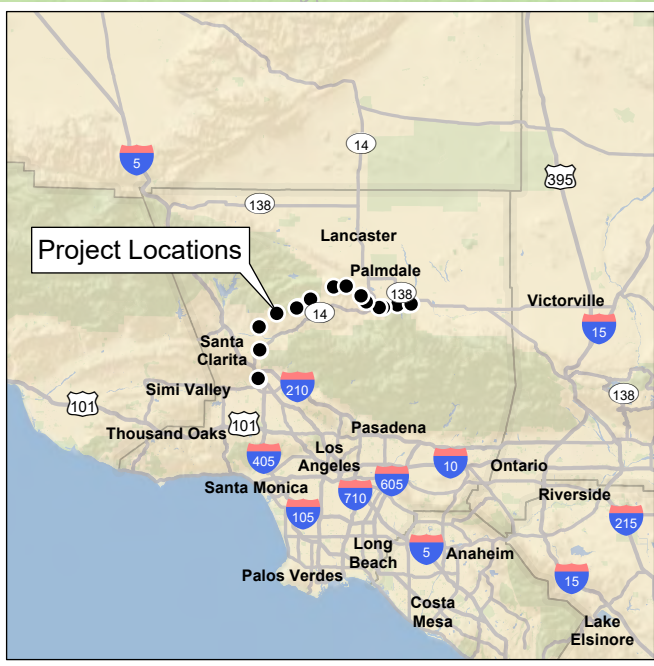 14
5
395
138
Lancaster
Project Locations
Palmdale
138
14
Victorville
15
Santa
Clarita
Simi Valley
210
138
101
101
Thousand Oaks
Pasadena
Los
Angeles
405
10
Ontario
605
Santa Monica
710
Riverside
105
215
Long
Beach
5
Anaheim
Palos Verdes
15
Costa
Mesa
Lake
Elsinore